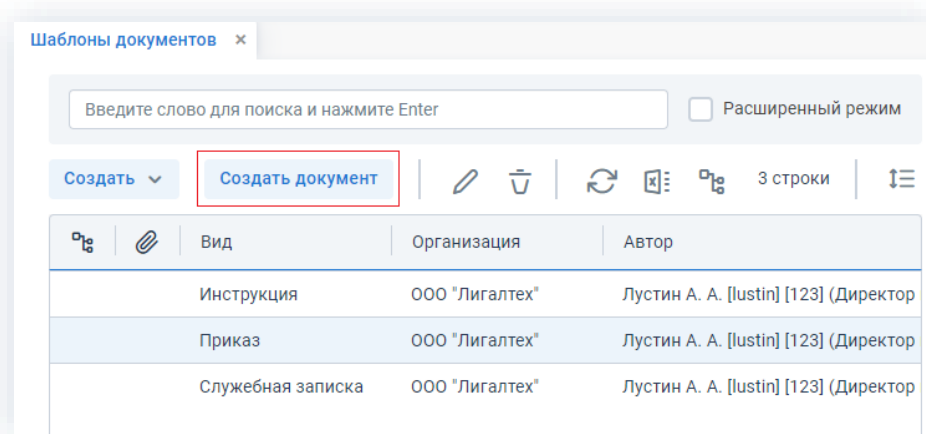 Шаблоны документов ×
Введите слово для поиска и нажмите Enter Расширенный режим
Создать Создать документ 3 строки
Вид Организация Автор
Инструкция ООО "Лигалтех" Лустин А. А. [lustin] [123] (Директор
Приказ ООО "Лигалтех" Лустин А. А. [lustin] [123] (Директор
Служебная записка ООО "Лигалтех" Лустин А. А. [lustin] [123] (Директор